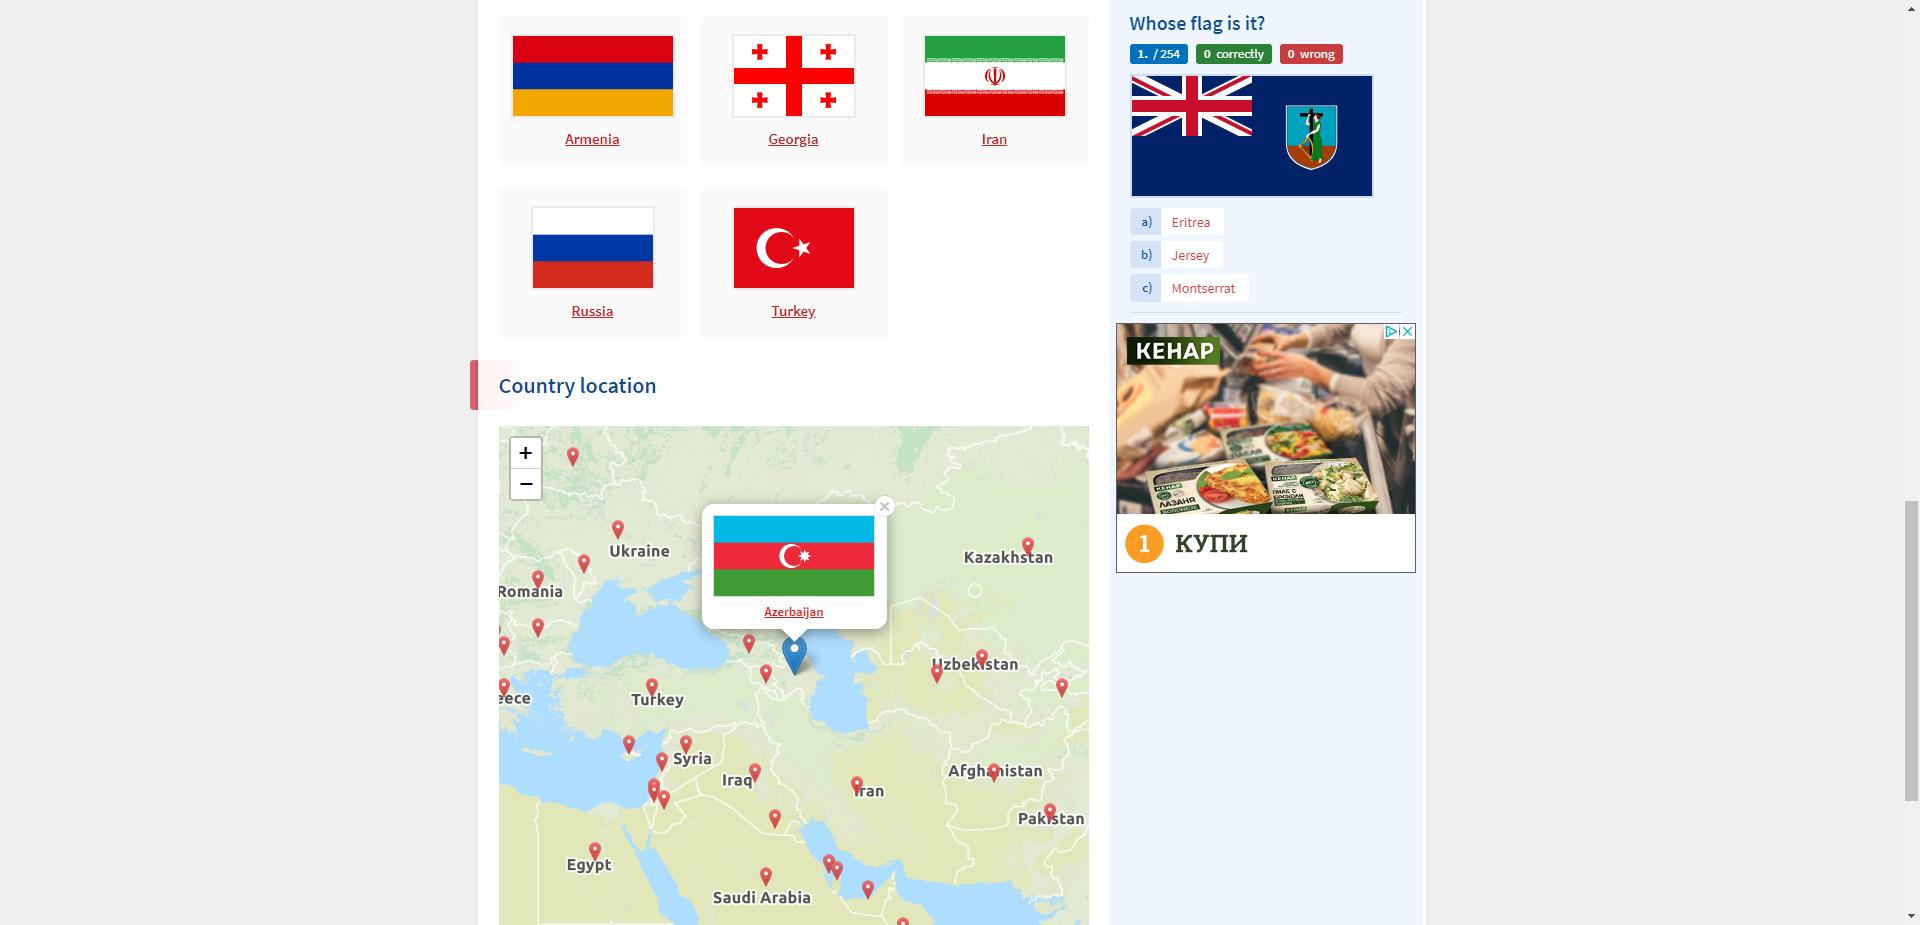 Armenia
Georgia
Iran
Russia
Turkey
Country location
+
−
Ukraine
Kazakhstan
Romania
Azerbaijan
Uzbekistan
Turkey
Syria
Iraq
Iran
Afghanistan
Pakistan
Egypt
Saudi Arabia
Whose flag is it?
1. / 254
0 correctly
0 wrong
a) Eritrea
b) Jersey
c) Montserrat
КЕНАР
КЕНАР
ЛАЗАНЯ
КЕНАР
1
КУПИ